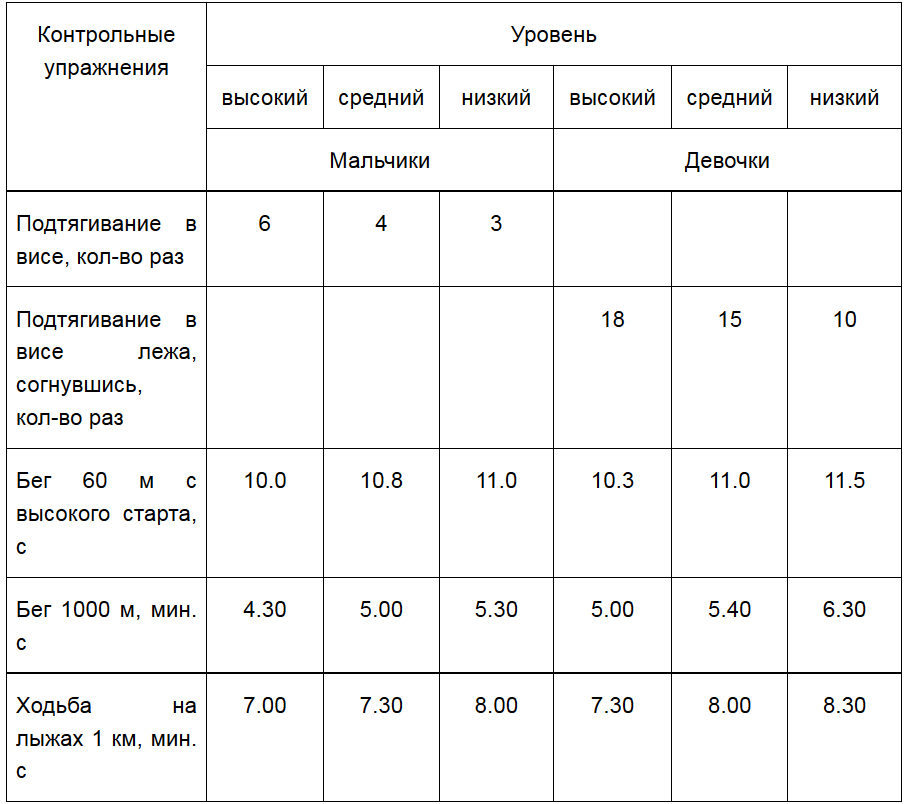 Контрольные
упражнения
Уровень
высокий средний низкий высокий средний низкий
Мальчики Девочки
Подтягивание в
висе, кол-во раз
6 4 3
Подтягивание в
висе лежа,
согнувшись,
кол-во раз
18 15 10
Бег 60 м с
высокого старта,
с
10.0 10.8 11.0 10.3 11.0 11.5
Бег 1000 м, мин.
с
4.30 5.00 5.30 5.00 5.40 6.30
Ходьба на
лыжах 1 км, мин.
с
7.00 7.30 8.00 7.30 8.00 8.30